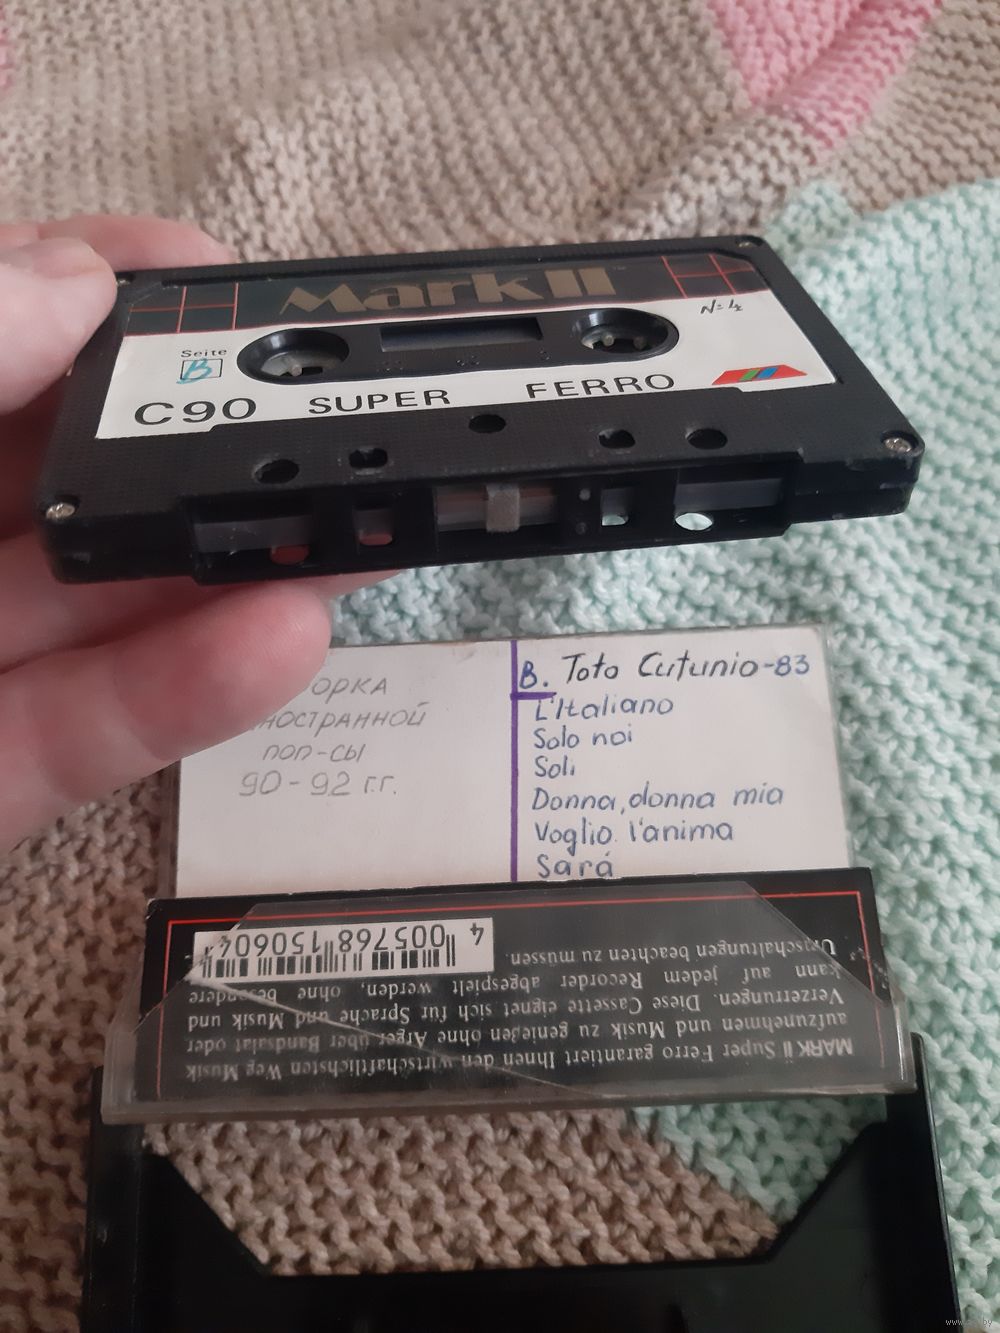 Mark II
N=4
Seite
B
C90 SUPER FERRO
ОРКА
НОСТРАННОЙ
ПОП-СЫ
90-92 г.г.
B. Toto Cutunio-83
L'Italiano
Solo noi
Soli
Donna, donna mia
Voglio l'anima
Sará
MARK II Super Ferro garantiert Ihnen den wirtschaftlichsten Weg Musik
aufzunehmen und Musik zu genießen ohne Ärger über Bandsalat oder
Verzerrungen. Diese Cassette eignet sich für Sprache und Musik und
kann auf jedem Recorder abgespielt werden, ohne besondere
Umschaltungen beachten zu müssen.
4 005768 150604